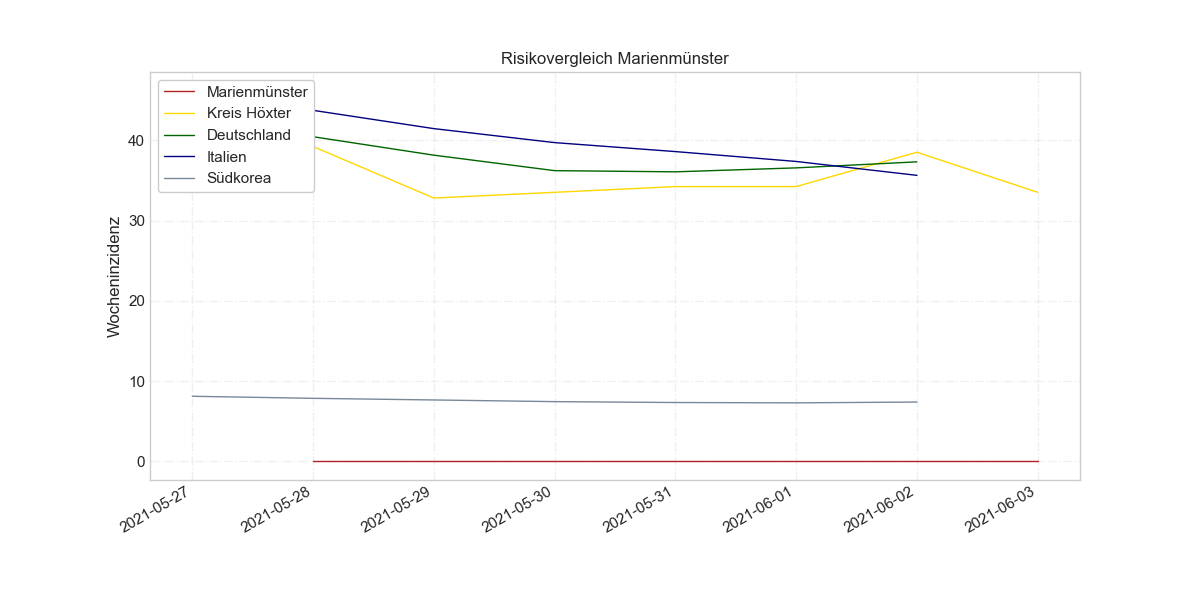 Risikovergleich Marienmünster
Marienmünster
Kreis Höxter
Deutschland
Italien
Südkorea
Wocheninzidenz
40
30
20
10
0
2021-05-27
2021-05-28
2021-05-29
2021-05-30
2021-05-31
2021-06-01
2021-06-02
2021-06-03